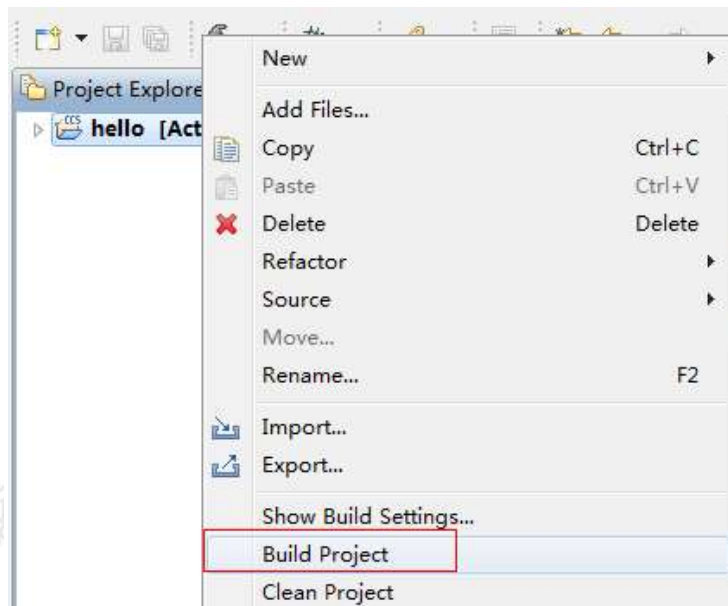 New
Project Explore
Add Files...
hello [Act
Copy Ctrl+C
Paste Ctrl+V
Delete Delete
Refactor
Source
Move...
Rename... F2
Import...
Export...
Show Build Settings...
Build Project
Clean Project